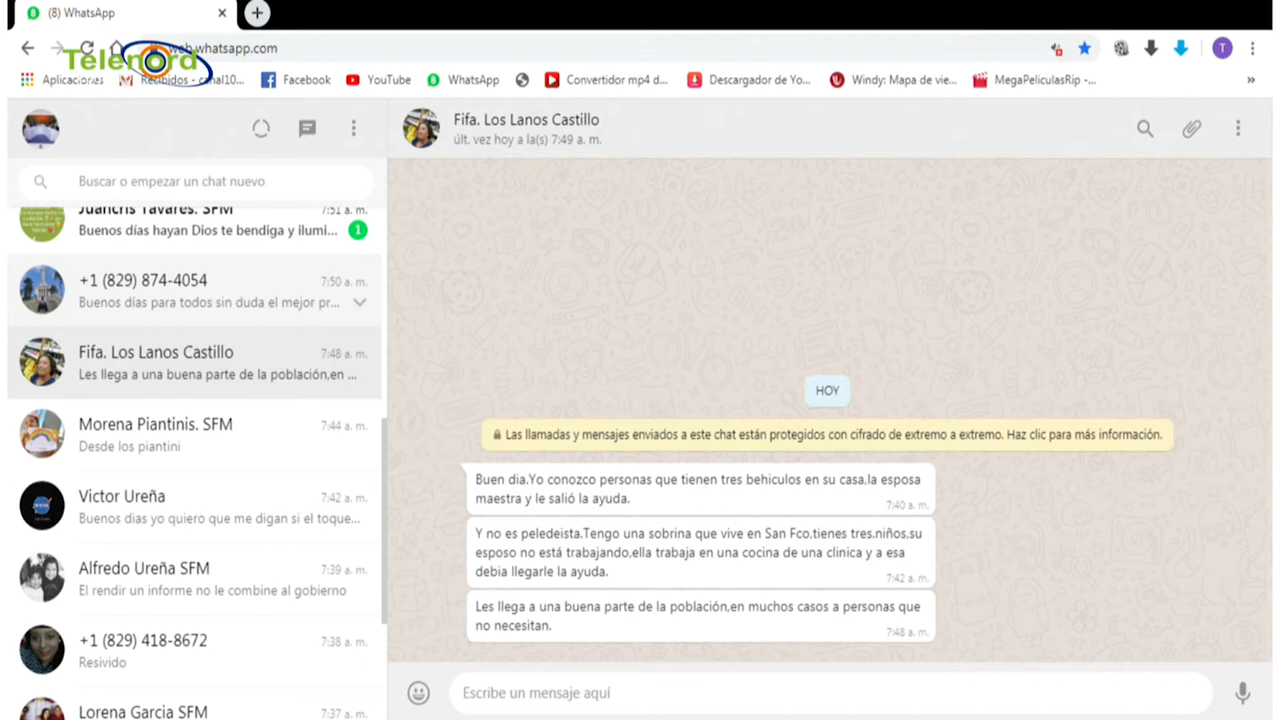 (8) WhatsApp
Telenord
web.whatsapp.com
T
Aplicaciones
Recibidos - canal10...
Facebook
YouTube
WhatsApp
Convertidor mp4 d...
Descargador de Yo...
Windy: Mapa de vie...
MegaPeliculasRip -...
»
Fifa. Los Lanos Castillo
últ. vez hoy a la(s) 7:49 a. m.
Buscar o empezar un chat nuevo
Juancris Tavares. SFM
7:51 a. m.
Buenos días hayan Dios te bendiga y ilumi...
1
+1 (829) 874-4054
7:50 a. m.
Buenos días para todos sin duda el mejor pr...
Fifa. Los Lanos Castillo
7:48 a. m.
Les llega a una buena parte de la población,en ...
Morena Piantinis. SFM
7:44 a. m.
Desde los piantini
Victor Ureña
7:42 a. m.
Buenos dias yo quiero que me digan si el toque...
Alfredo Ureña SFM
7:39 a. m.
El rendir un informe no le combine al gobierno
+1 (829) 418-8672
7:38 a. m.
Resivido
Lorena Garcia SFM
7:37 a. m.
HOY
Las llamadas y mensajes enviados a este chat están protegidos con cifrado de extremo a extremo. Haz clic para más información.
Buen dia.Yo conozco personas que tienen tres behiculos en su casa,la esposa
maestra y le salió la ayuda.
7:40 a. m.
Y no es peledeista.Tengo una sobrina que vive en San Fco,tienes tres.niños,su
esposo no está trabajando,ella trabaja en una cocina de una clinica y a esa
debia llegarle la ayuda.
7:42 a. m.
Les llega a una buena parte de la población,en muchos casos a personas que
no necesitan.
7:48 a. m.
Escribe un mensaje aquí